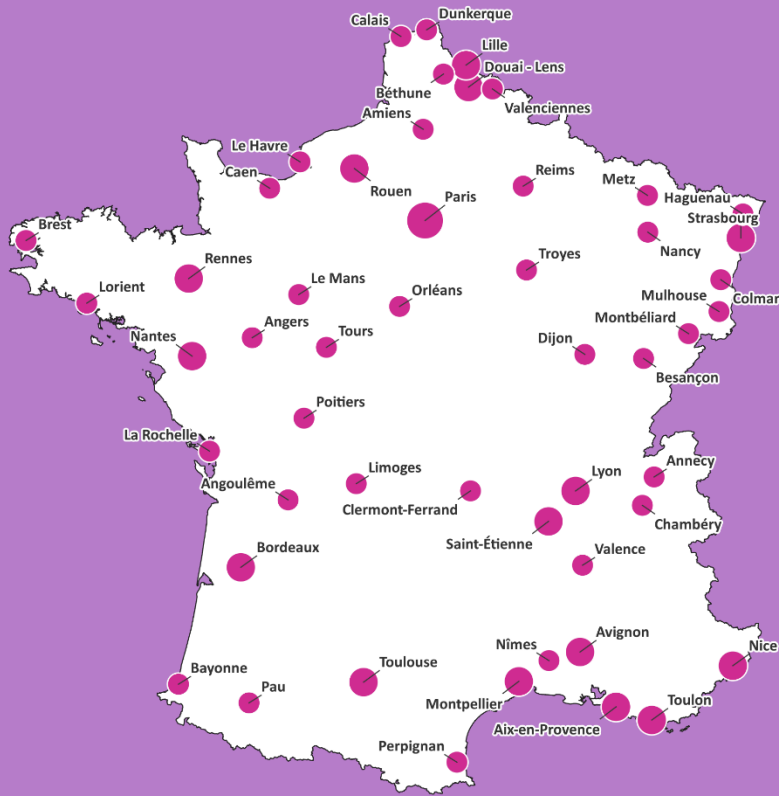 Dunkerque
Calais
Lille
Douai - Lens
Béthune
Valenciennes
Amiens
Le Havre
Caen
Rouen
Reims
Metz
Haguenau
Strasbourg
Paris
Brest
Nancy
Rennes
Troyes
Lorient
Le Mans
Orléans
Colmar
Mulhouse
Angers
Montbéliard
Nantes
Tours
Dijon
Besançon
Poitiers
La Rochelle
Limoges
Lyon
Annecy
Angoulême
Clermont-Ferrand
Chambéry
Saint-Étienne
Bordeaux
Valence
Avignon
Nîmes
Nice
Bayonne
Toulouse
Pau
Montpellier
Toulon
Aix-en-Provence
Perpignan